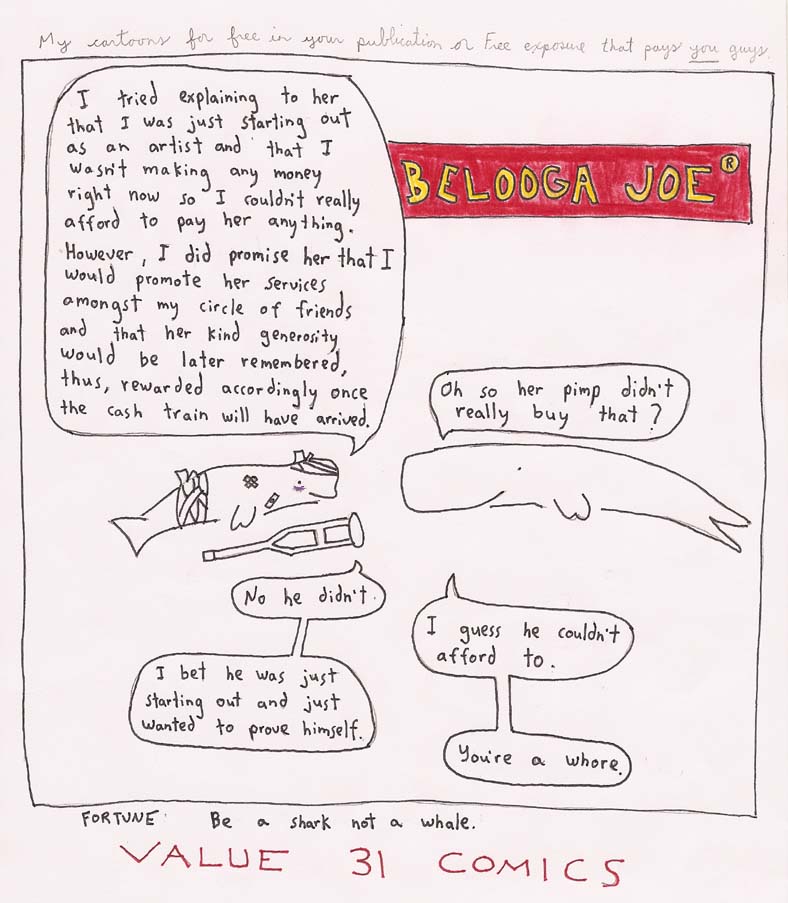 My cartoons for free in your publication or Free exposure that pays you guys.
I tried explaining to her
that I was just starting out
as an artist and that I
wasn't making any money
right now so I couldn't really
afford to pay her anything.
However, I did promise her that I
would promote her services
amongst my circle of friends
and that her kind generosity
would be later remembered,
thus, rewarded accordingly once
the cash train will have arrived.
BELOOGA JOE®
Oh so her pimp didn't
really buy that?
No he didn't.
I bet he was just
starting out and just
wanted to prove himself.
I guess he couldn't
afford to.
You're a whore.
FORTUNE: Be a shark not a whale.
VALUE 31 COMICS